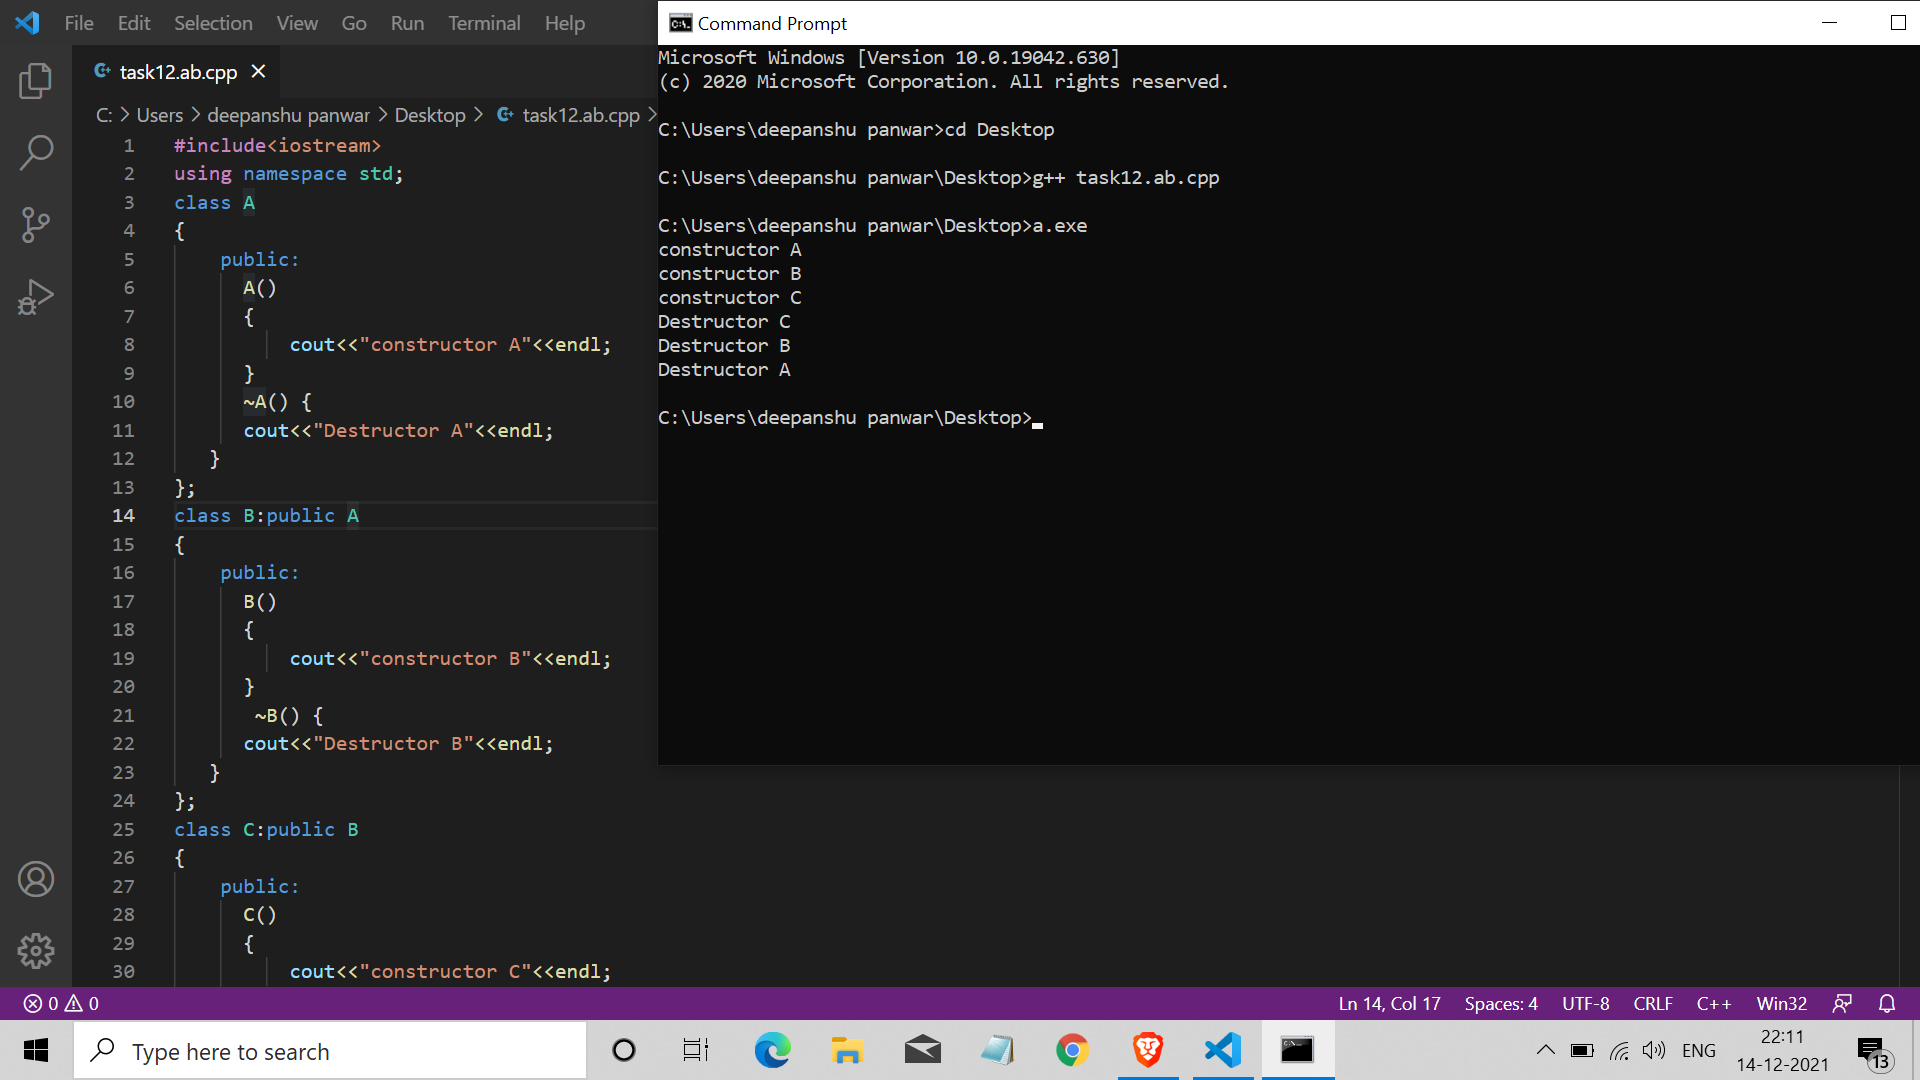 File Edit Selection View Go Run Terminal Help
task12.ab.cpp
C: > Users > deepanshu panwar > Desktop > task12.ab.cpp >
1 #include<iostream>
2 using namespace std;
3 class A
4 {
5 public:
6 A()
7 {
8 cout<<"constructor A"<<endl;
9 }
10 ~A() {
11 cout<<"Destructor A"<<endl;
12 }
13 };
14 class B:public A
15 {
16 public:
17 B()
18 {
19 cout<<"constructor B"<<endl;
20 }
21 ~B() {
22 cout<<"Destructor B"<<endl;
23 }
24 };
25 class C:public B
26 {
27 public:
28 C()
29 {
30 cout<<"constructor C"<<endl;
Command Prompt
Microsoft Windows [Version 10.0.19042.630]
(c) 2020 Microsoft Corporation. All rights reserved.
C:\Users\deepanshu panwar>cd Desktop
C:\Users\deepanshu panwar\Desktop>g++ task12.ab.cpp
C:\Users\deepanshu panwar\Desktop>a.exe
constructor A
constructor B
constructor C
Destructor C
Destructor B
Destructor A
C:\Users\deepanshu panwar\Desktop>
0 0 Ln 14, Col 17 Spaces: 4 UTF-8 CRLF C++ Win32
Type here to search
ENG
22:11
14-12-2021
13